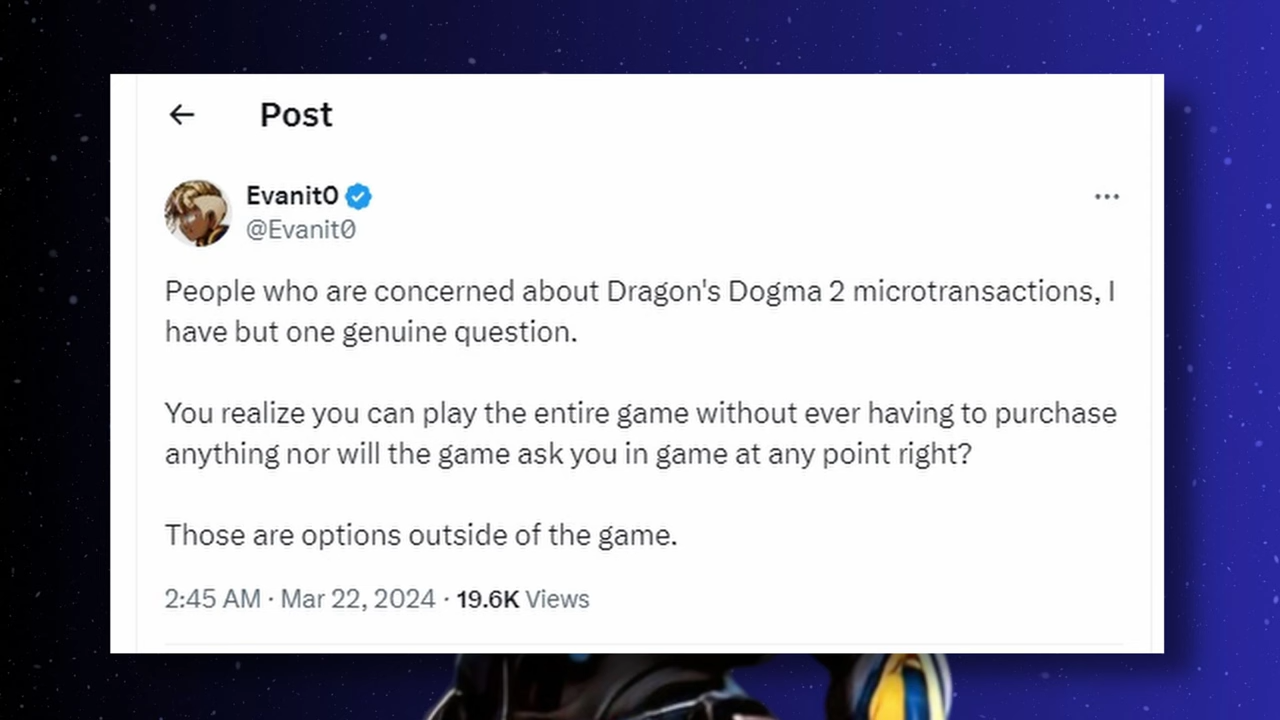 Post
Evanit0
@Evanit0
People who are concerned about Dragon's Dogma 2 microtransactions, I
have but one genuine question.
You realize you can play the entire game without ever having to purchase
anything nor will the game ask you in game at any point right?
Those are options outside of the game.
2:45 AM · Mar 22, 2024 · 19.6K Views